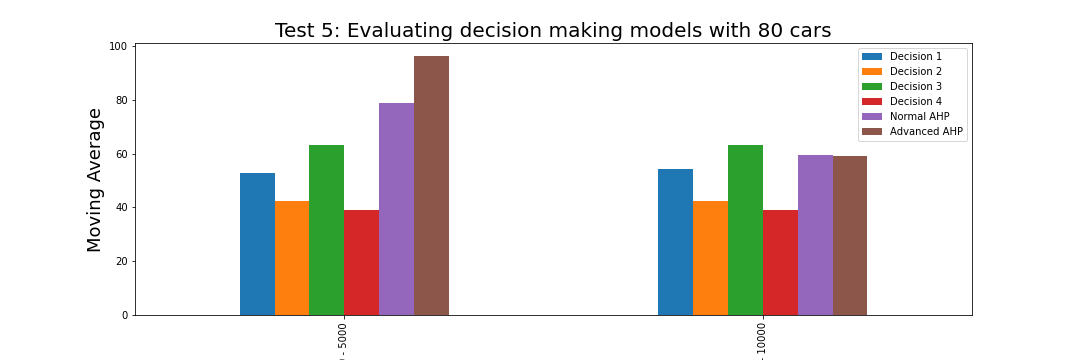 Test 5: Evaluating decision making models with 80 cars
Moving Average
100
80
60
40
20
0
Decision 1
Decision 2
Decision 3
Decision 4
Normal AHP
Advanced AHP
- 5000
- 10000